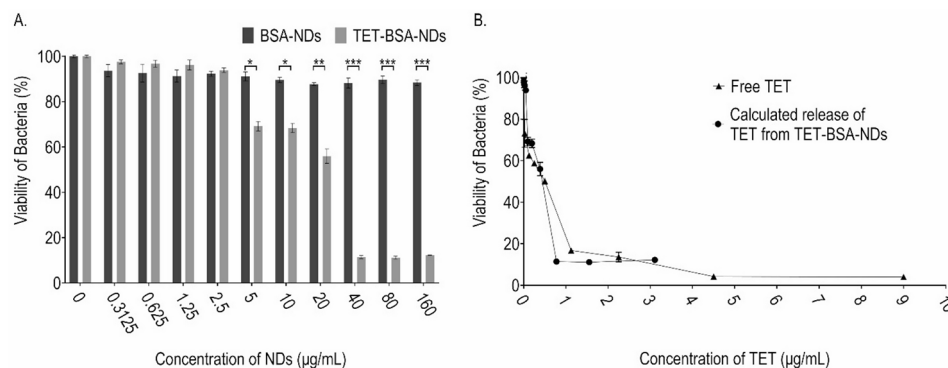 A.
BSA-NDs
TET-BSA-NDs
Viability of Bacteria (%)
100
80
60
40
20
0
* * ** *** *** ***
0 0.3125 0.625 1.25 2.5 5 10 20 40 80 160
Concentration of NDs (µg/mL)
B.
Free TET
Calculated release of
TET from TET-BSA-NDs
Viability of Bacteria (%)
100
80
60
40
20
0
0 1 2 3 4 5 6 7 8 9 10
Concentration of TET (µg/mL)